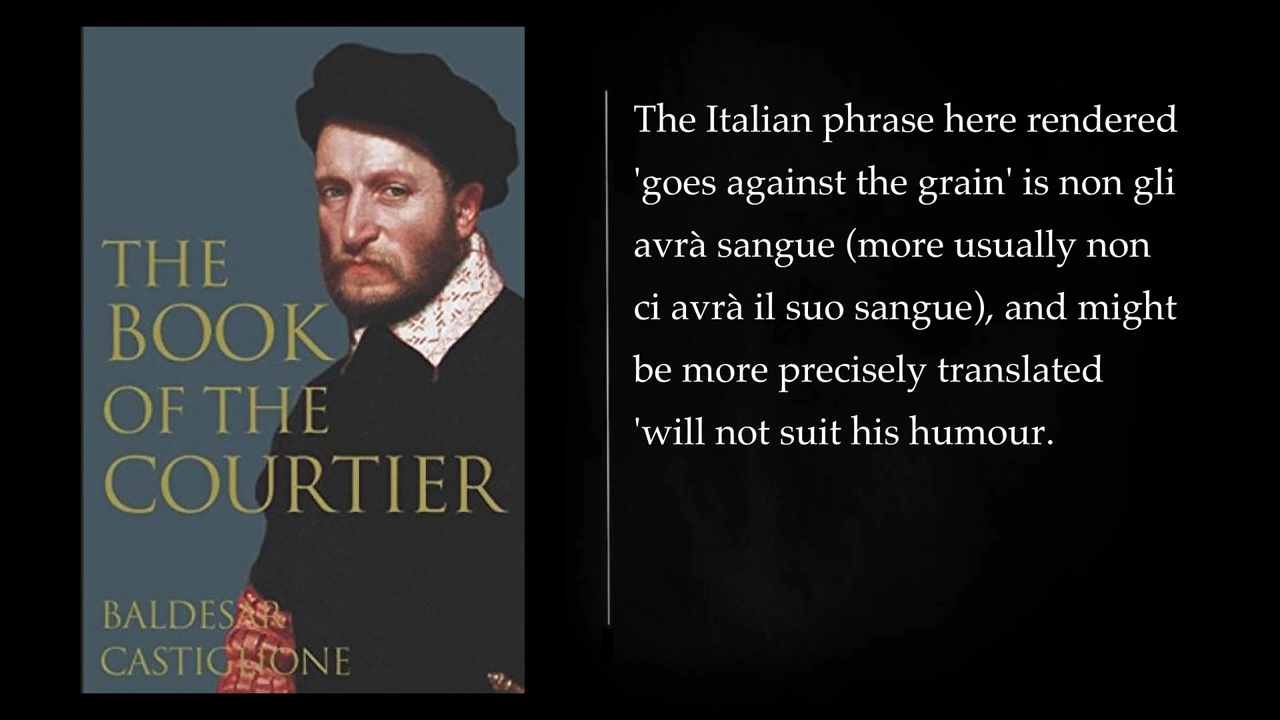 THE
BOOK
OF THE
COURTIER
BALDESAR
CASTIGLIONE
The Italian phrase here rendered
'goes against the grain' is non gli
avrà sangue (more usually non
ci avrà il suo sangue), and might
be more precisely translated
'will not suit his humour.